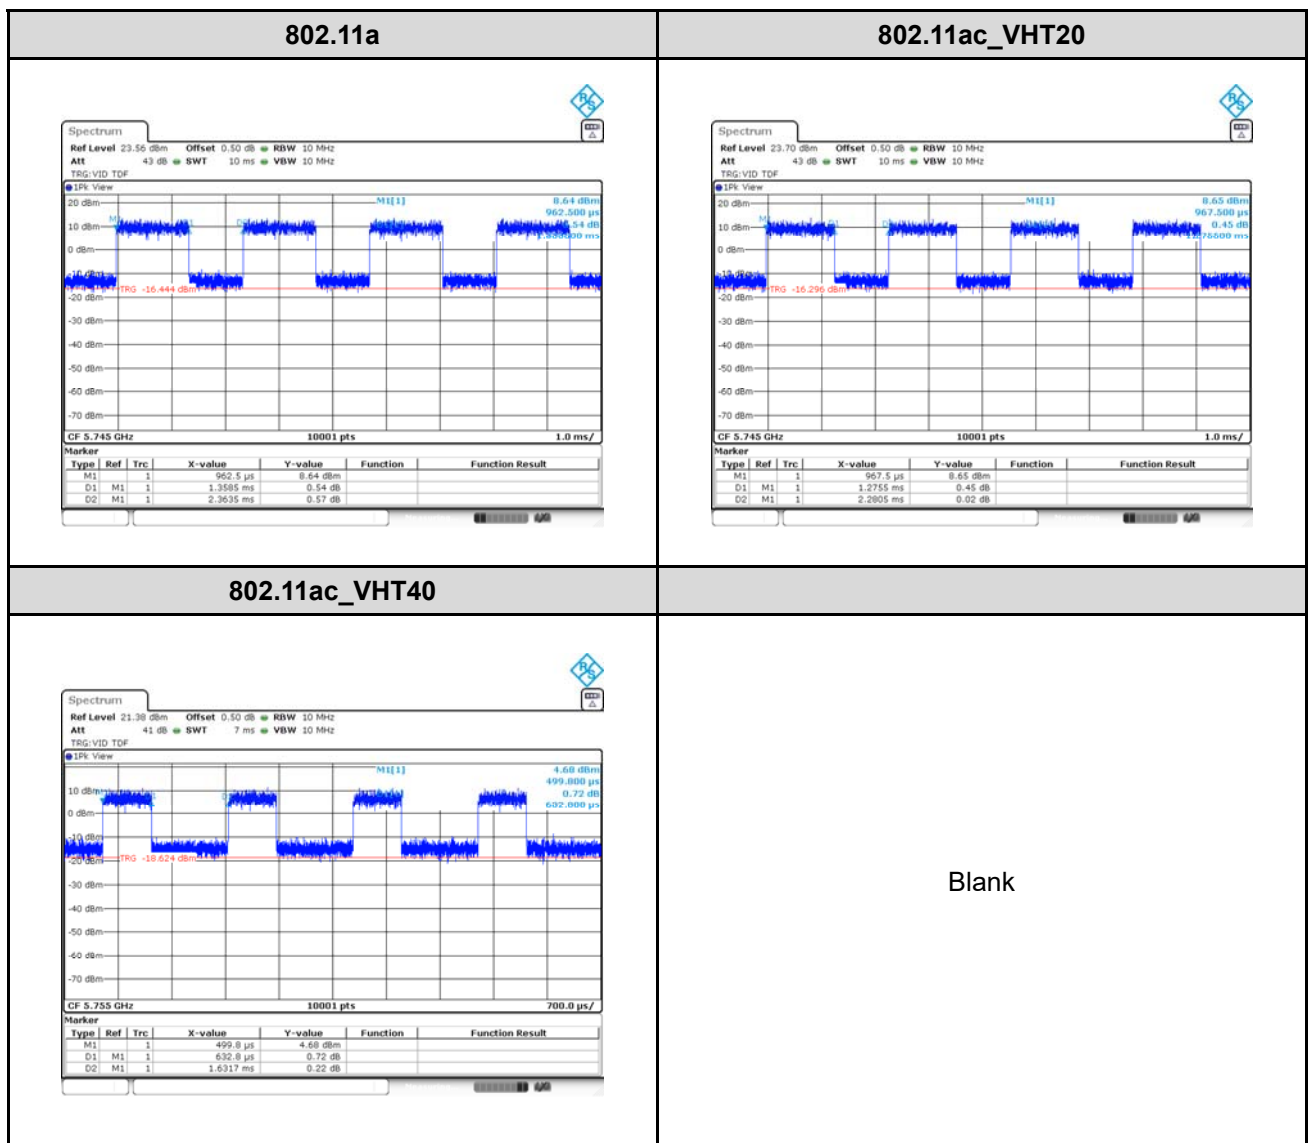 802.11a
802.11ac_VHT20
R&S
Spectrum
Ref Level 23.56 dBm Offset 0.50 dB RBW 10 MHz
Att 43 dB SWT 10 ms VBW 10 MHz
TRG:VID TDF
1Pk View
M1[1] 8.64 dBm
962.500 µs
20 dBm
10 dBm
0 dBm
-20 dBm
-30 dBm
-40 dBm
-50 dBm
-60 dBm
-70 dBm
TRG -16.444 dBm
CF 5.745 GHz 10001 pts 1.0 ms/
Marker
Type Ref Trc X-value Y-value Function Function Result
M1 1 962.5 µs 8.64 dBm
D1 M1 1 1.3585 ms 0.54 dB
D2 M1 1 2.3635 ms 0.57 dB
R&S
Spectrum
Ref Level 23.70 dBm Offset 0.50 dB RBW 10 MHz
Att 43 dB SWT 10 ms VBW 10 MHz
TRG:VID TDF
1Pk View
M1[1] 8.65 dBm
967.500 µs
0.45 dB
20 dBm
10 dBm
0 dBm
-20 dBm
-30 dBm
-40 dBm
-50 dBm
-60 dBm
-70 dBm
TRG -16.296 dBm
CF 5.745 GHz 10001 pts 1.0 ms/
Marker
Type Ref Trc X-value Y-value Function Function Result
M1 1 967.5 µs 8.65 dBm
D1 M1 1 1.2755 ms 0.45 dB
D2 M1 1 2.2805 ms 0.02 dB
802.11ac_VHT40
R&S
Spectrum
Ref Level 21.38 dBm Offset 0.50 dB RBW 10 MHz
Att 41 dB SWT 7 ms VBW 10 MHz
TRG:VID TDF
1Pk View
M1[1] 4.68 dBm
499.800 µs
0.72 dB
632.800 µs
10 dBm
0 dBm
-10 dBm
-20 dBm
-30 dBm
-40 dBm
-50 dBm
-60 dBm
-70 dBm
TRG -18.624 dBm
CF 5.755 GHz 10001 pts 700.0 µs/
Marker
Type Ref Trc X-value Y-value Function Function Result
M1 1 499.8 µs 4.68 dBm
D1 M1 1 632.8 µs 0.72 dB
D2 M1 1 1.6317 ms 0.22 dB
Blank